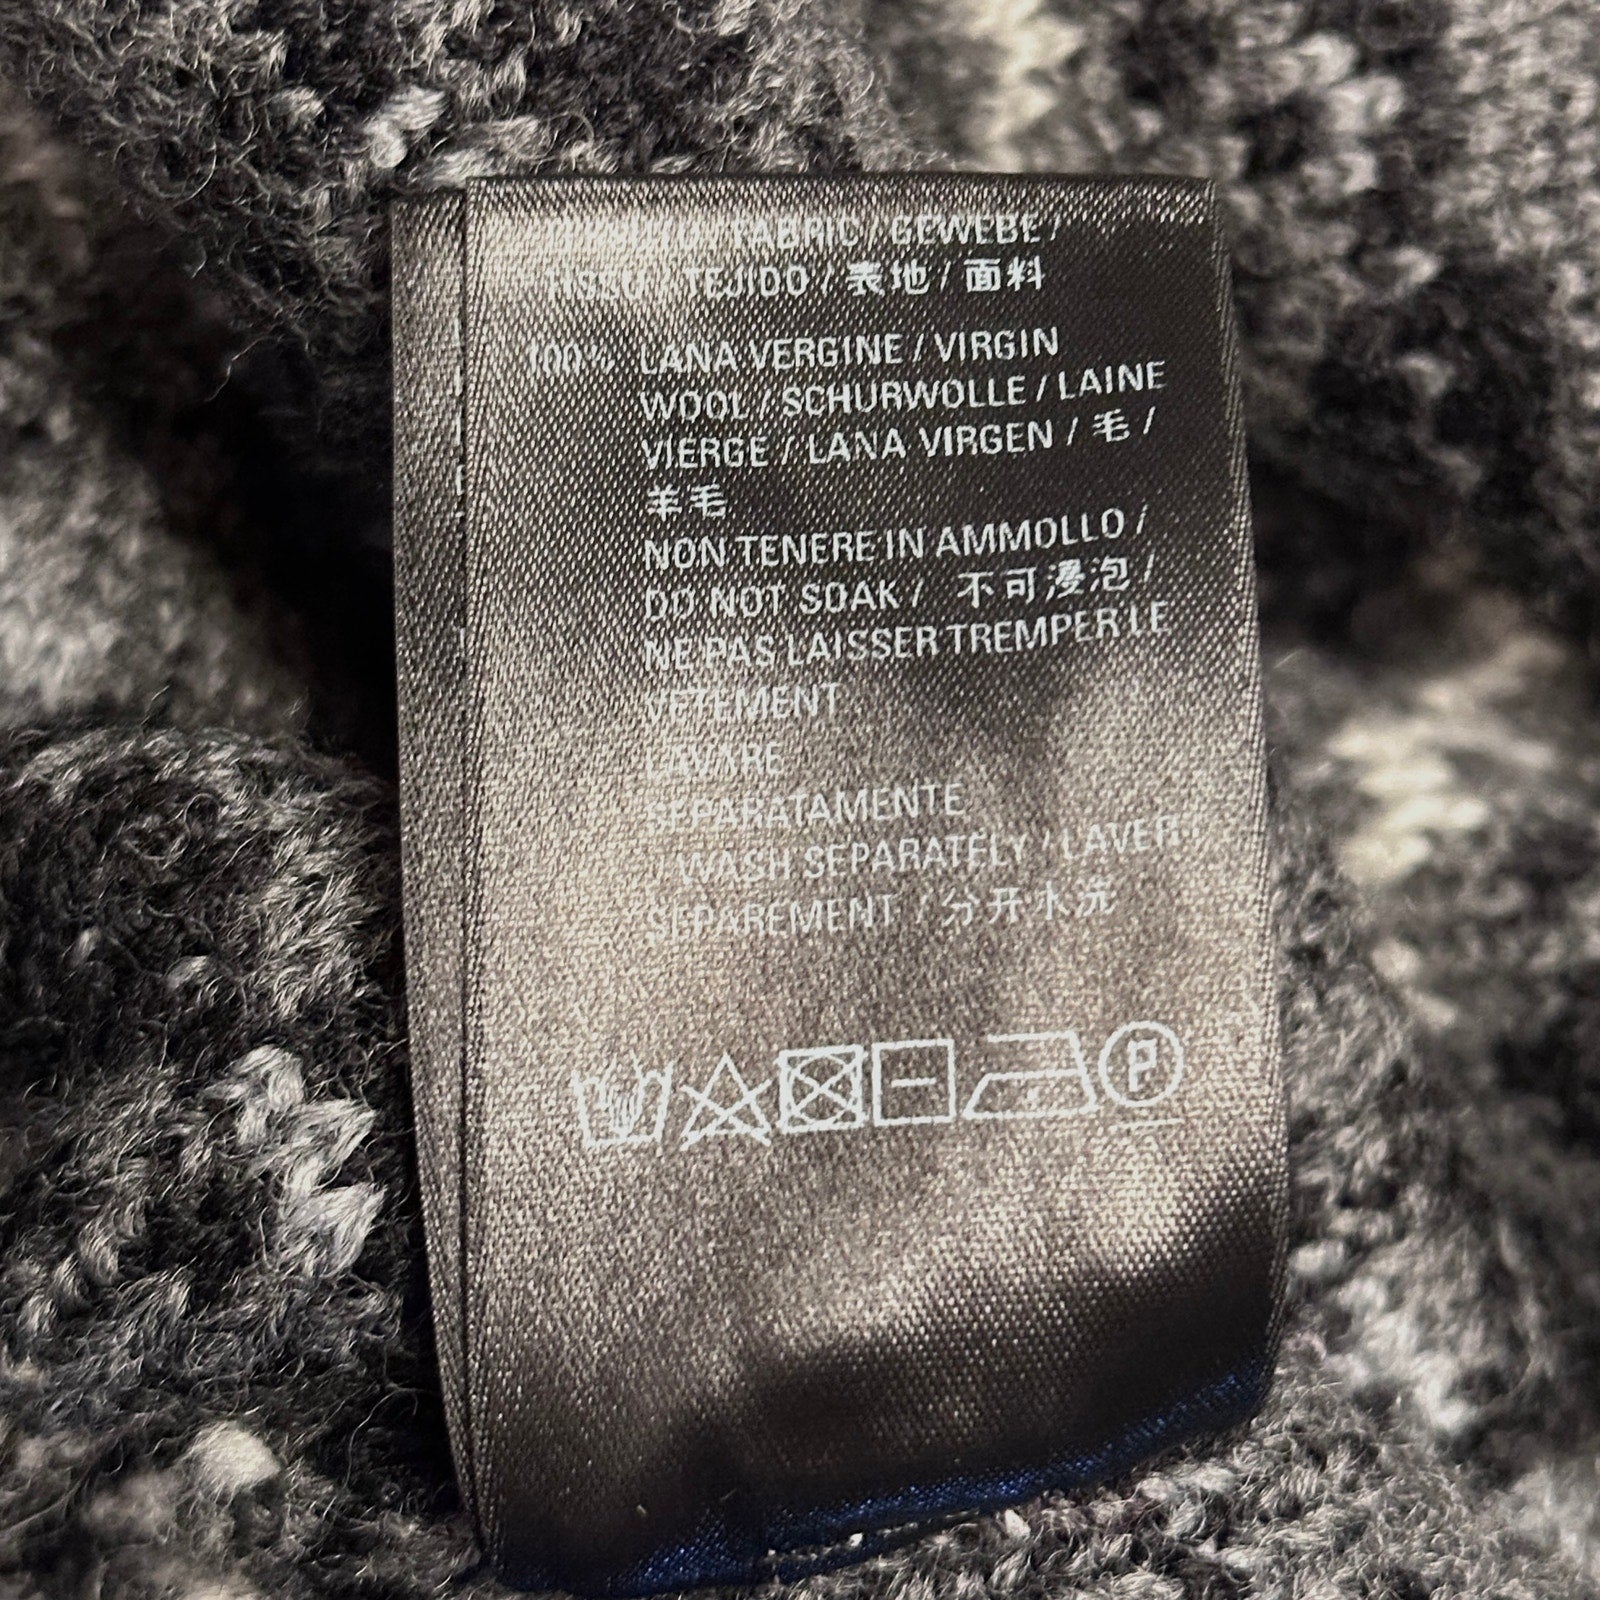 FABRIC / GEWEBE /
TISSU / TEJIDO / 表地 / 面料
100% LANA VERGINE / VIRGIN
WOOL / SCHURWOLLE / LAINE
VIERGE / LANA VIRGEN / 毛 /
羊毛
NON TENERE IN AMMOLLO /
DO NOT SOAK / 不可浸泡 /
NE PAS LAISSER TREMPER LE
VETEMENT
LAVARE
SEPARATAMENTE
/ WASH SEPARATELY / LAVER
SEPAREMENT / 分开水洗
P